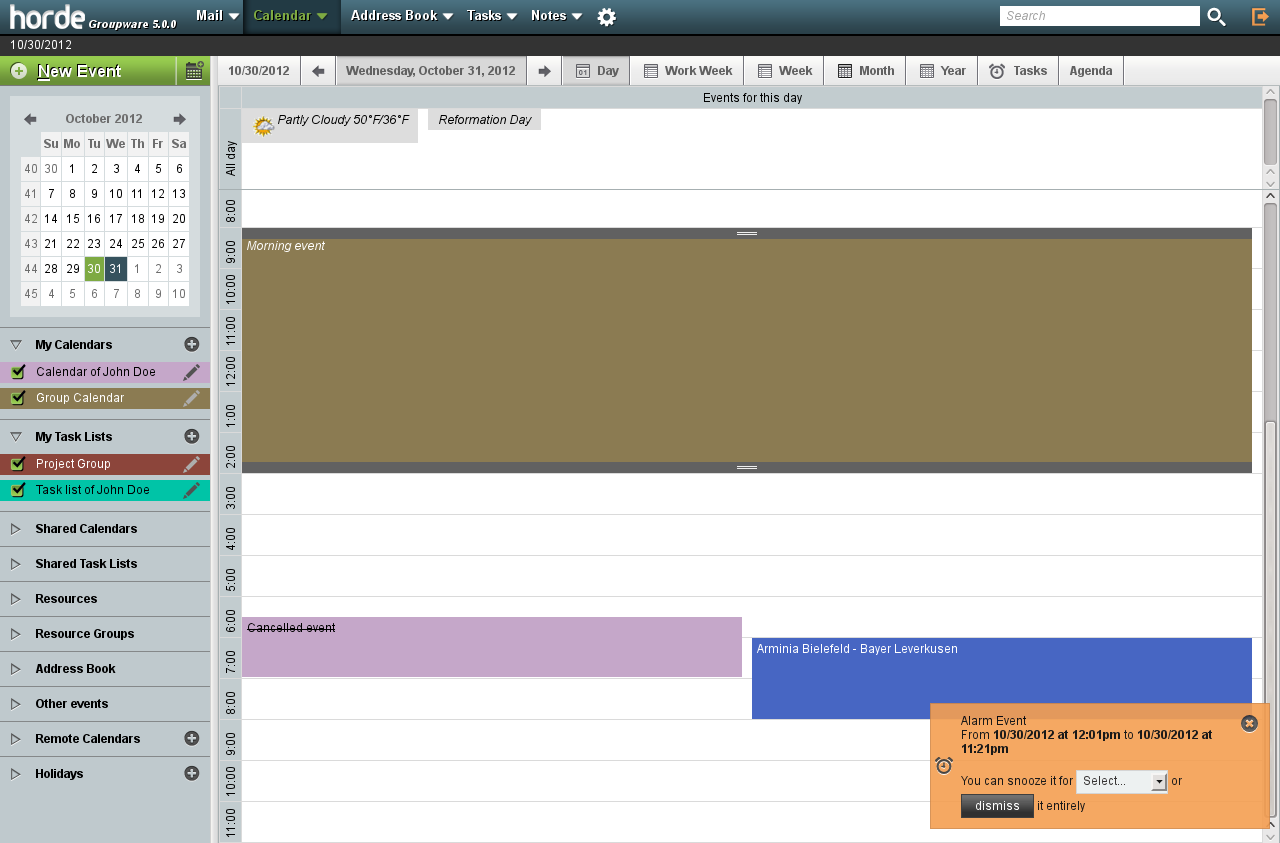 horde Groupware 5.0.0 Mail Calendar Address Book Tasks Notes Search
10/30/2012
New Event
10/30/2012 Wednesday, October 31, 2012 Day Work Week Week Month Year Tasks Agenda
October 2012
Su Mo Tu We Th Fr Sa
40 30 1 2 3 4 5 6
41 7 8 9 10 11 12 13
42 14 15 16 17 18 19 20
43 21 22 23 24 25 26 27
44 28 29 30 31 1 2 3
45 4 5 6 7 8 9 10
My Calendars
Calendar of John Doe
Group Calendar
My Task Lists
Project Group
Task list of John Doe
Shared Calendars
Shared Task Lists
Resources
Resource Groups
Address Book
Other events
Remote Calendars
Holidays
Events for this day
All day
Partly Cloudy 50°F/36°F Reformation Day
8:00
9:00
Morning event
10:00
11:00
12:00
1:00
2:00
3:00
4:00
5:00
6:00
Cancelled event
7:00
Arminia Bielefeld - Bayer Leverkusen
8:00
9:00
10:00
11:00
Alarm Event
From 10/30/2012 at 12:01pm to 10/30/2012 at
11:21pm
You can snooze it for Select... or
dismiss it entirely